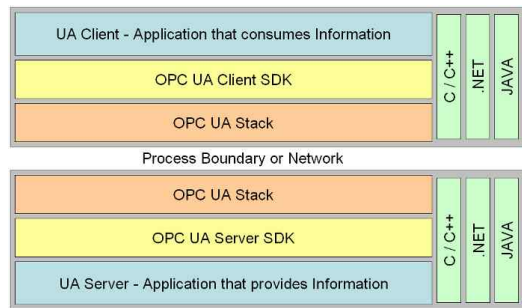 UA Client - Application that consumes Information
OPC UA Client SDK
OPC UA Stack
C / C++
.NET
JAVA
Process Boundary or Network
OPC UA Stack
OPC UA Server SDK
UA Server - Application that provides Information
C / C++
.NET
JAVA